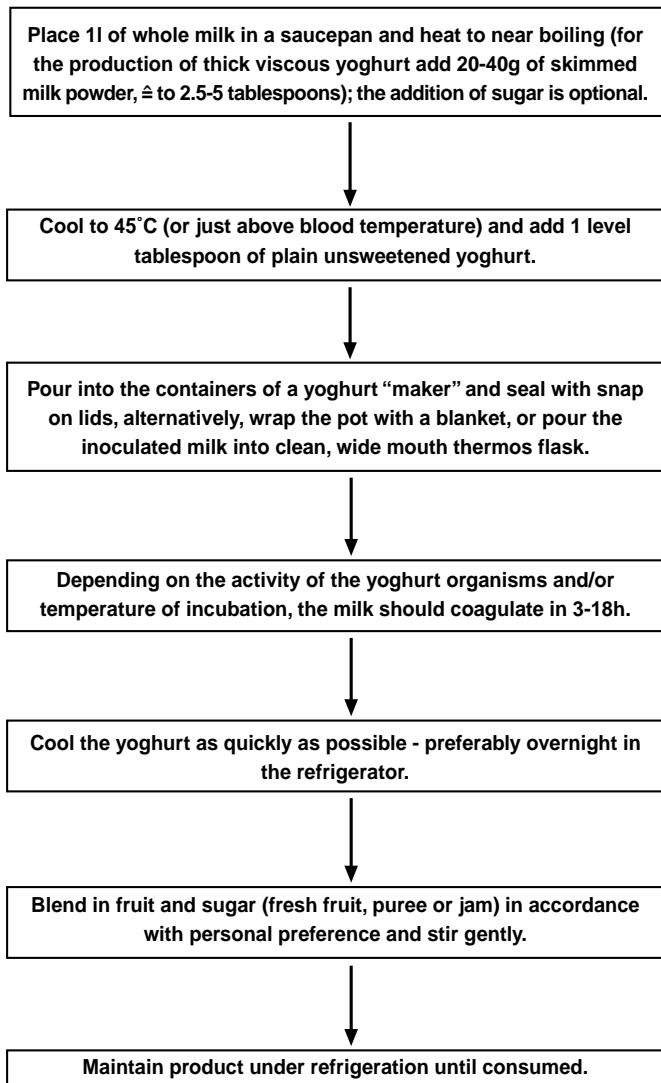 Place 1l of whole milk in a saucepan and heat to near boiling (for
the production of thick viscous yoghurt add 20-40g of skimmed
milk powder, ≙ to 2.5-5 tablespoons); the addition of sugar is optional.
Cool to 45˚C (or just above blood temperature) and add 1 level
tablespoon of plain unsweetened yoghurt.
Pour into the containers of a yoghurt “maker” and seal with snap
on lids, alternatively, wrap the pot with a blanket, or pour the
inoculated milk into clean, wide mouth thermos flask.
Depending on the activity of the yoghurt organisms and/or
temperature of incubation, the milk should coagulate in 3-18h.
Cool the yoghurt as quickly as possible - preferably overnight in
the refrigerator.
Blend in fruit and sugar (fresh fruit, puree or jam) in accordance
with personal preference and stir gently.
Maintain product under refrigeration until consumed.